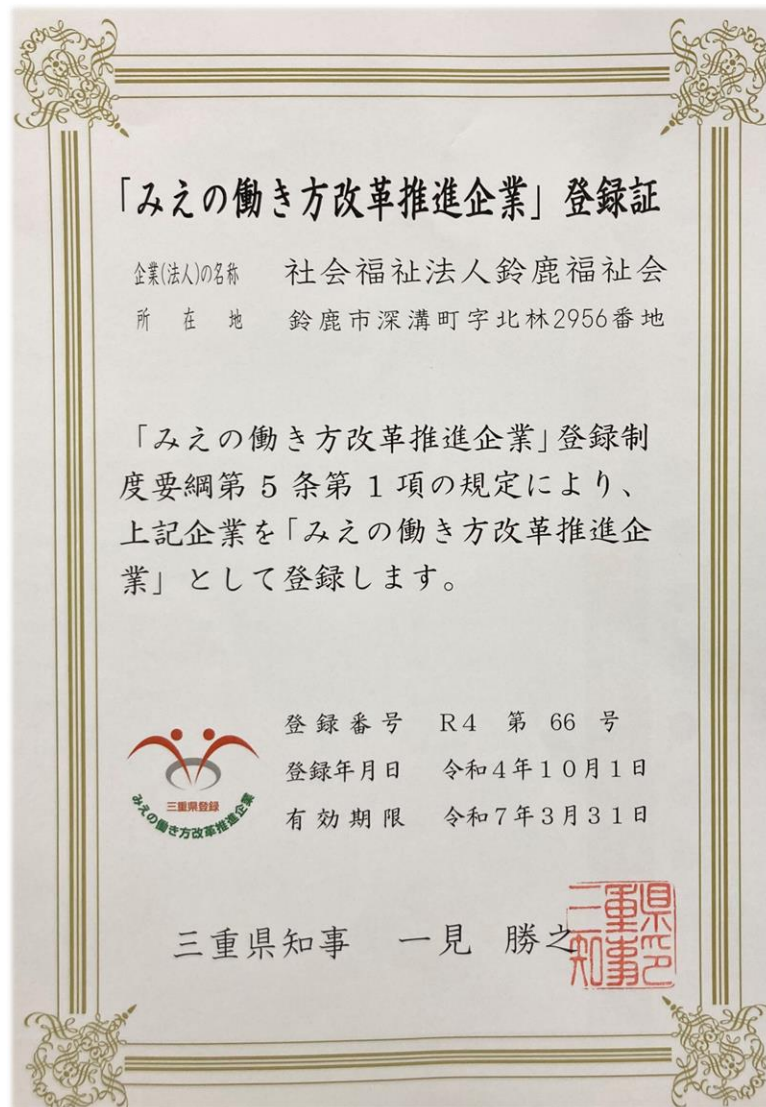 「みえの働き方改革推進企業」登録証
企業(法人)の名称 社会福祉法人鈴鹿福祉会
所在地 鈴鹿市深溝町字北林2956番地
「みえの働き方改革推進企業」登録制
度要綱第5条第1項の規定により、
上記企業を「みえの働き方改革推進企
業」として登録します。
登録番号 R4 第 66 号
登録年月日 令和4年10月1日
有効期限 令和7年3月31日
三重県登録
みえの働き方改革推進企業
三重県知事 一見 勝之
三重県知事印